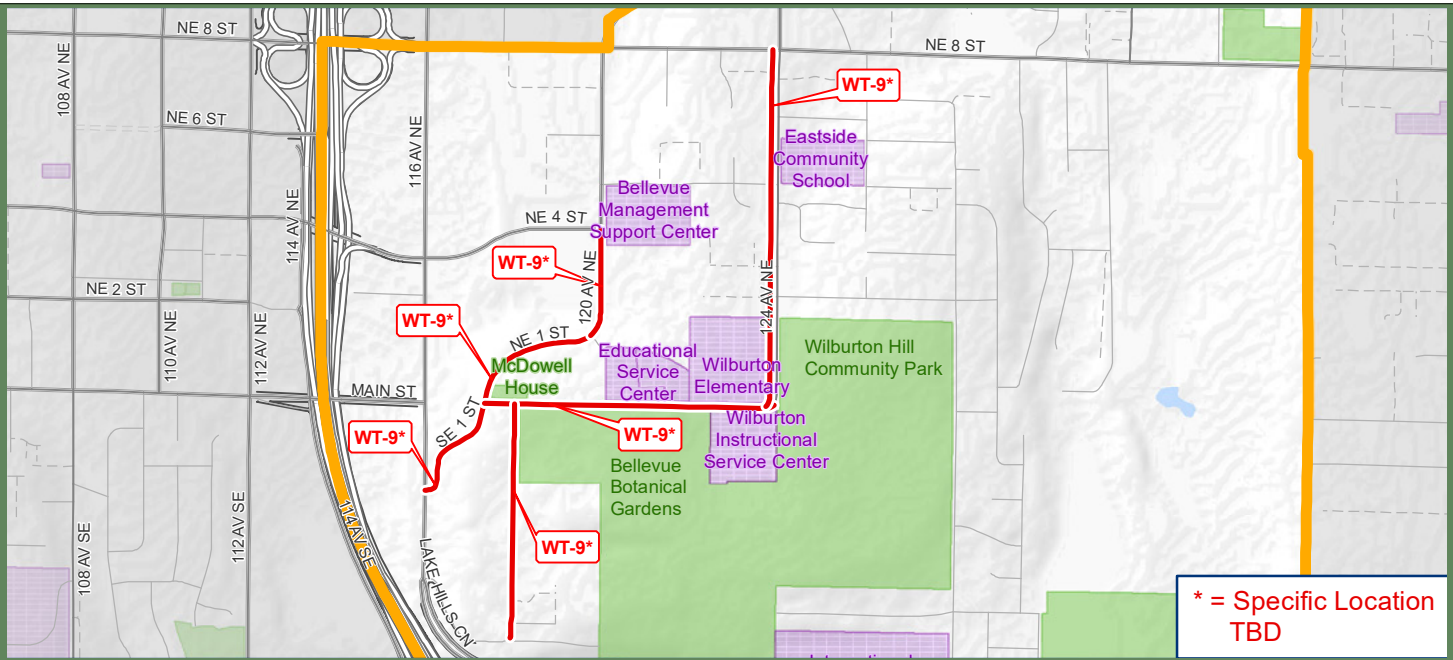 NE 8 ST
NE 8 ST
108 AV NE
WT-9*
NE 6 ST
116 AV NE
Eastside
Community
School
Bellevue
Management
Support Center
114 AV NE
NE 4 ST
WT-9*
120 AV NE
124 AV NE
NE 2 ST
WT-9*
110 AV NE
112 AV NE
NE 1 ST
McDowell
House
Educational
Service
Center
Wilburton
Elementary
Wilburton Hill
Community Park
MAIN ST
SE 1 ST
WT-9*
WT-9*
Wilburton
Instructional
Service Center
Bellevue
Botanical
Gardens
114 AV SE
112 AV SE
108 AV SE
WT-9*
LAKE HILLS CN
* = Specific Location
TBD